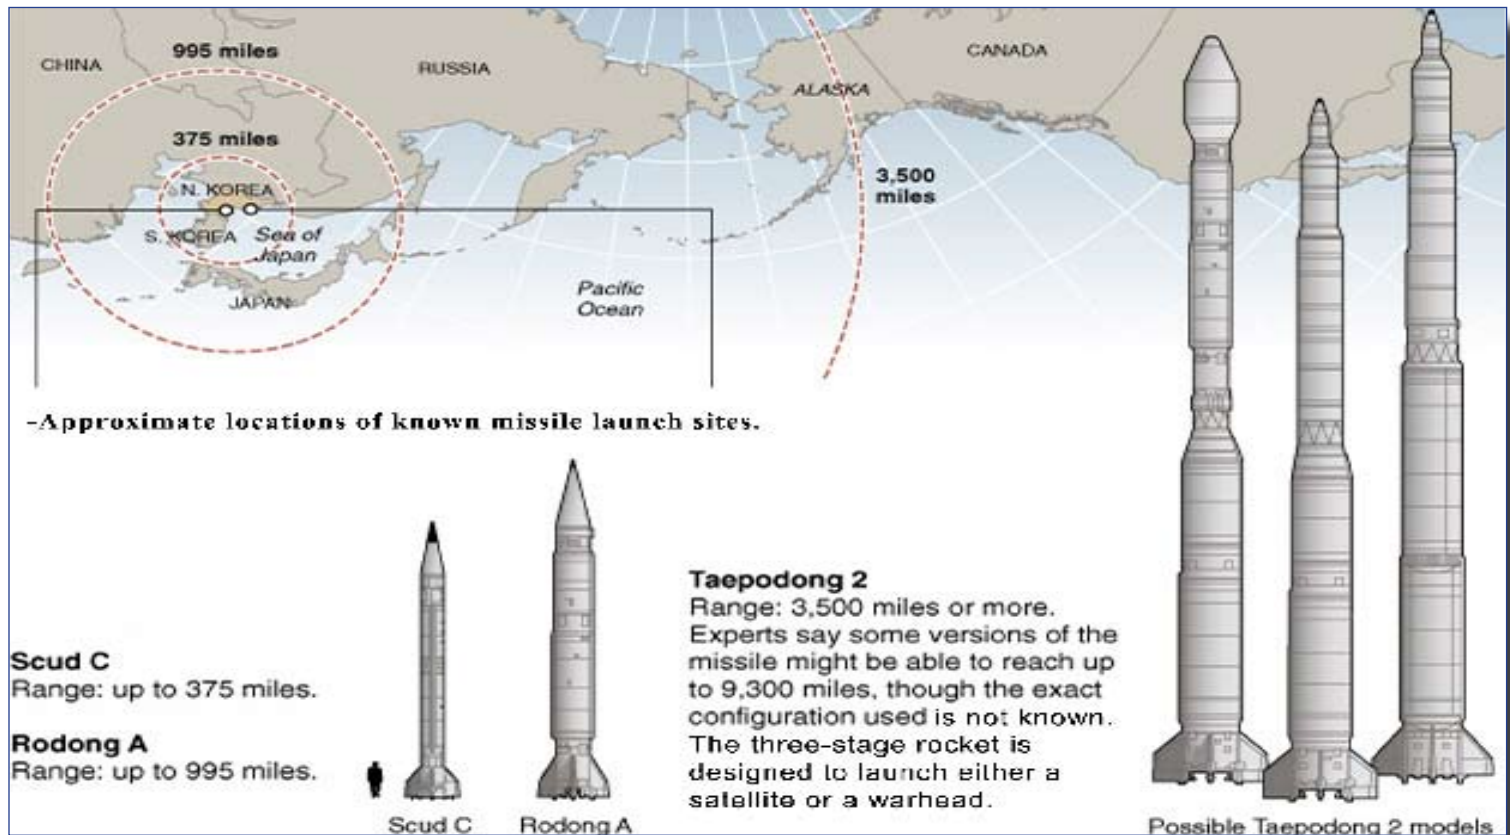 995 miles
CHINA
RUSSIA
CANADA
ALASKA
375 miles
N. KOREA
3,500
miles
S. KOREA
Sea of
Japan
JAPAN
Pacific
Ocean
-Approximate locations of known missile launch sites.
Scud C
Range: up to 375 miles.
Rodong A
Range: up to 995 miles.
Scud C
Rodong A
Taepodong 2
Range: 3,500 miles or more.
Experts say some versions of the
missile might be able to reach up
to 9,300 miles, though the exact
configuration used is not known.
The three-stage rocket is
designed to launch either a
satellite or a warhead.
Possible Taepodong 2 models